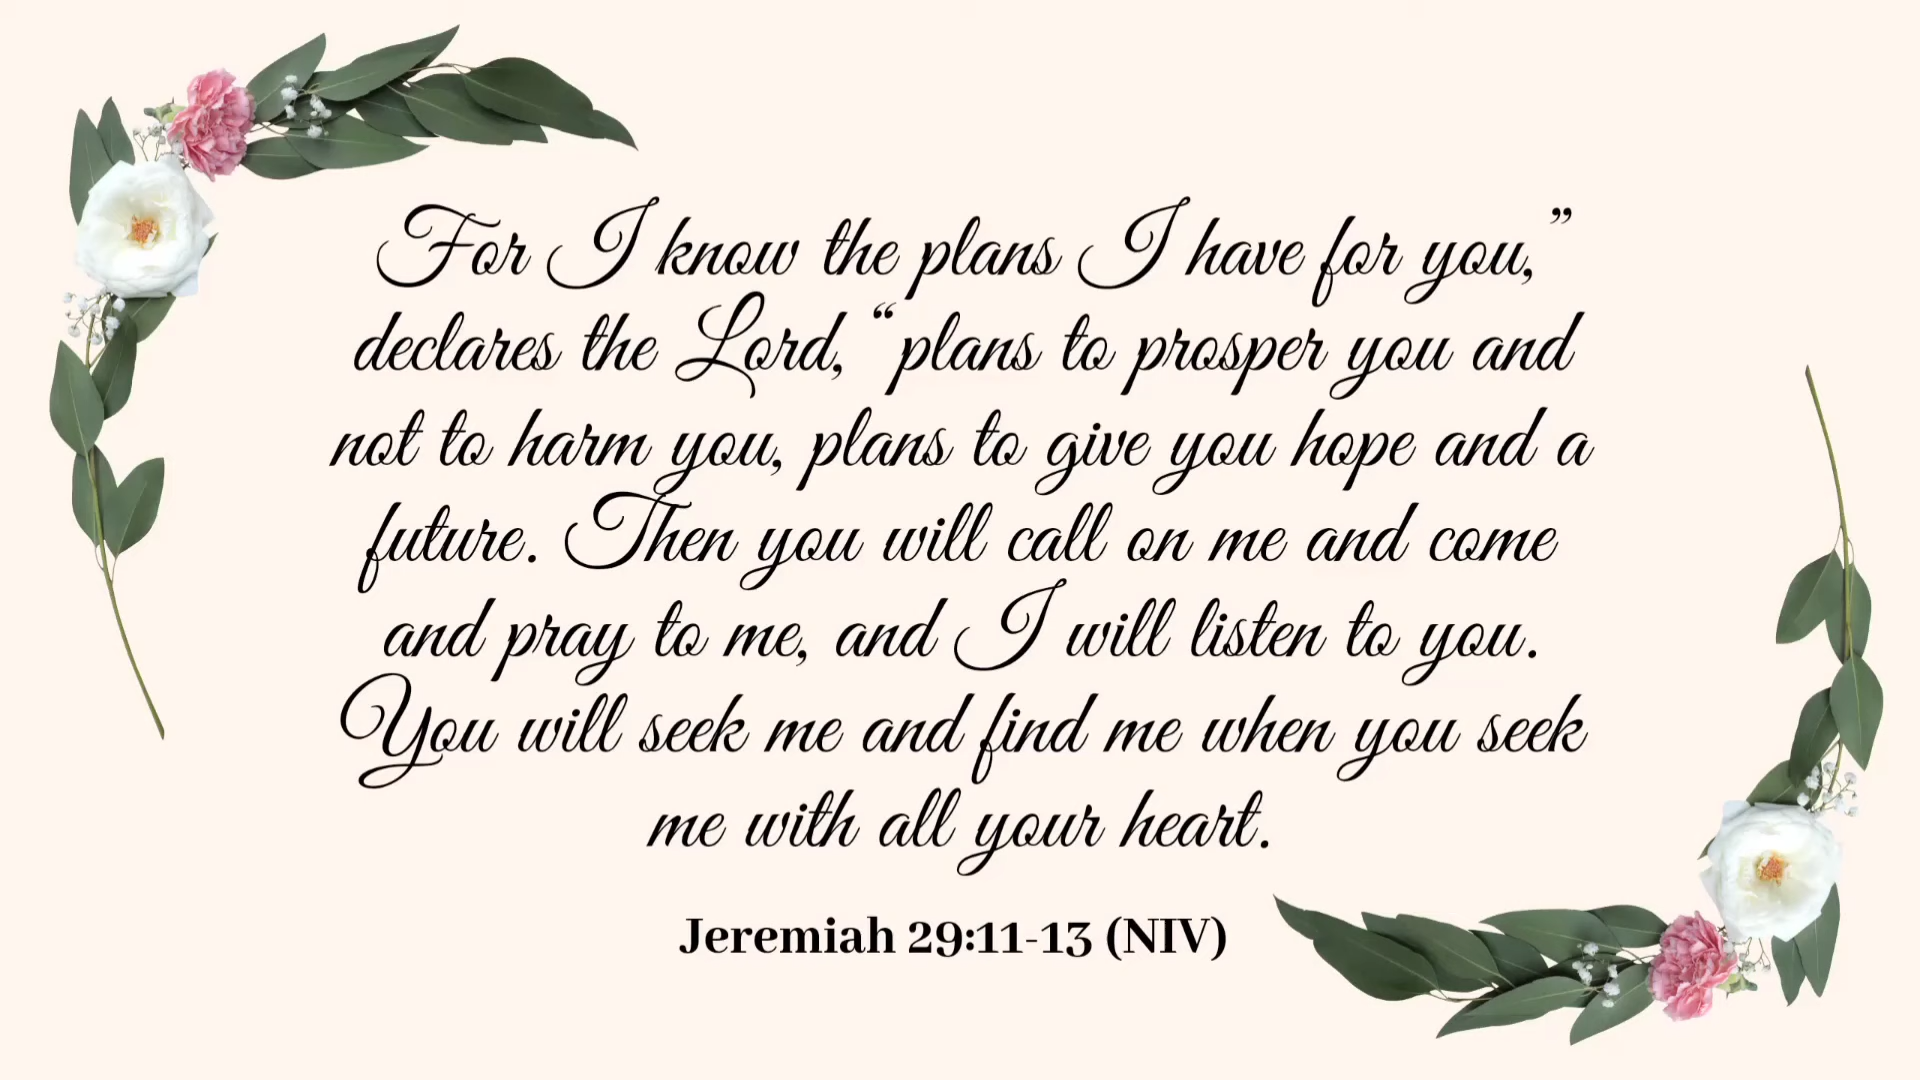 For I know the plans I have for you,”
declares the Lord, “plans to prosper you and
not to harm you, plans to give you hope and a
future. Then you will call on me and come
and pray to me, and I will listen to you.
You will seek me and find me when you seek
me with all your heart.
Jeremiah 29:11-13 (NIV)